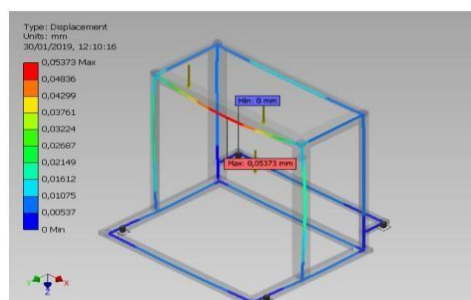 Type: Displacement
Units: mm
30/01/2019, 12:10:16
0,05373 Max
0,04836
0,04299
0,03761
0,03224
0,02687
0,02149
0,01612
0,01075
0,00537
0 Min
Min: 0 mm
Max: 0,05373 mm
Y
X
Z